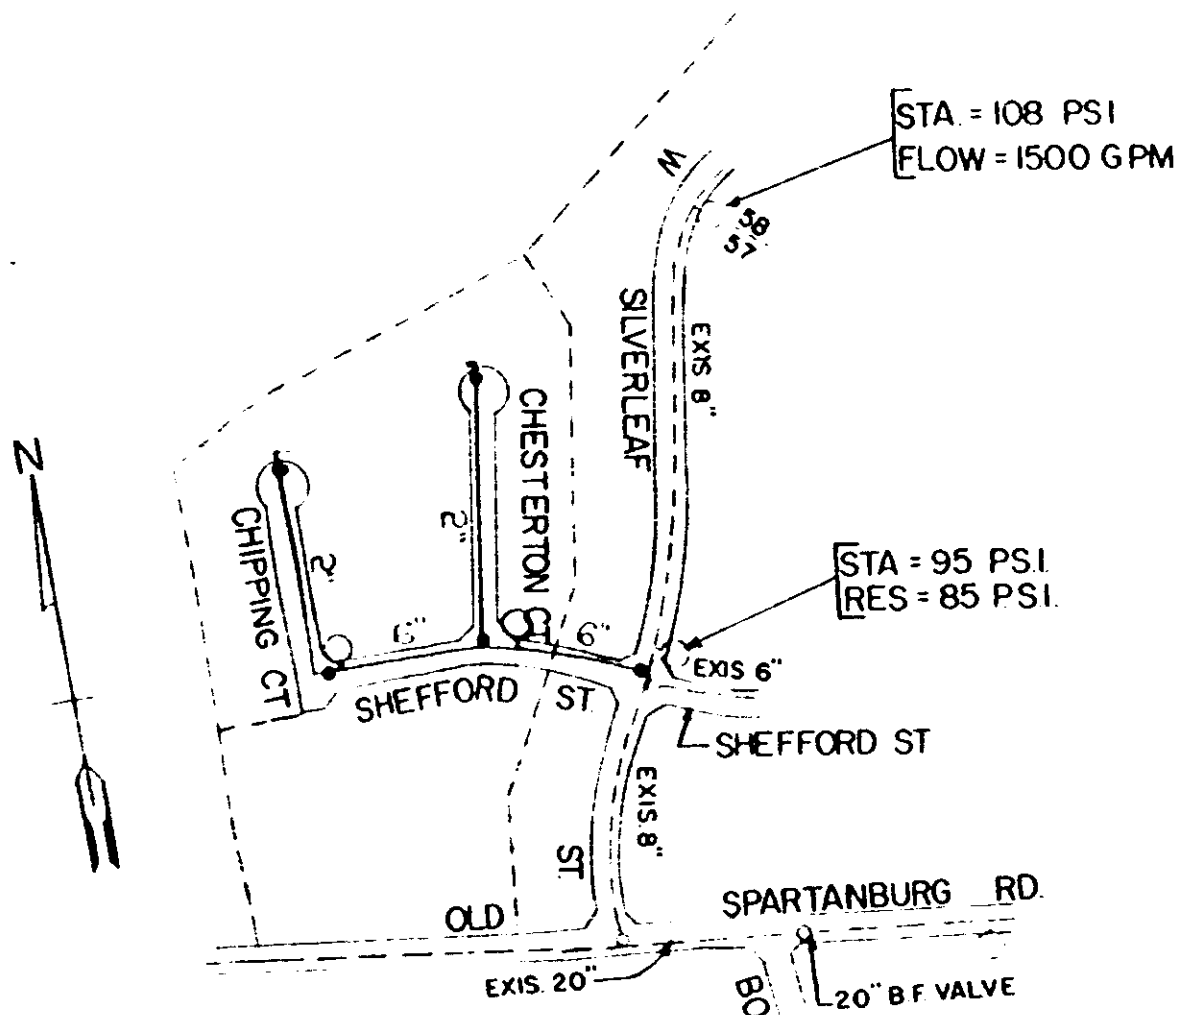 STA. = 108 PSI
FLOW = 1500 GPM
W
58
57
SILVERLEAF
EXIS 8"
N
CHESTERTON CT
2"
CHIPPING CT
2"
STA = 95 P.S.I.
RES = 85 P.S.I.
6"
6"
EXIS 6"
SHEFFORD ST.
SHEFFORD ST
EXIS. 8"
ST.
OLD SPARTANBURG RD.
EXIS. 20"
BO
20" B.F. VALVE